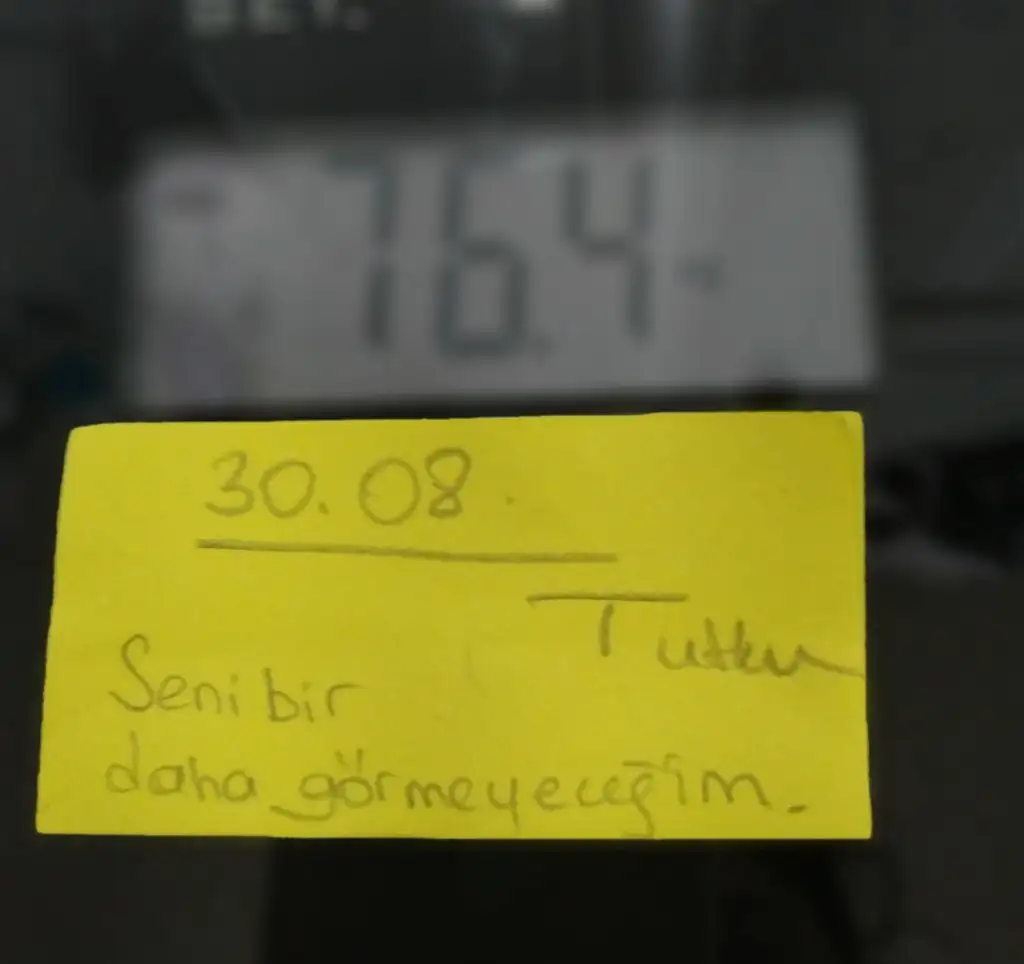 76.4
30.08.
Tutku
Seni bir
daha görmeyeceğim.